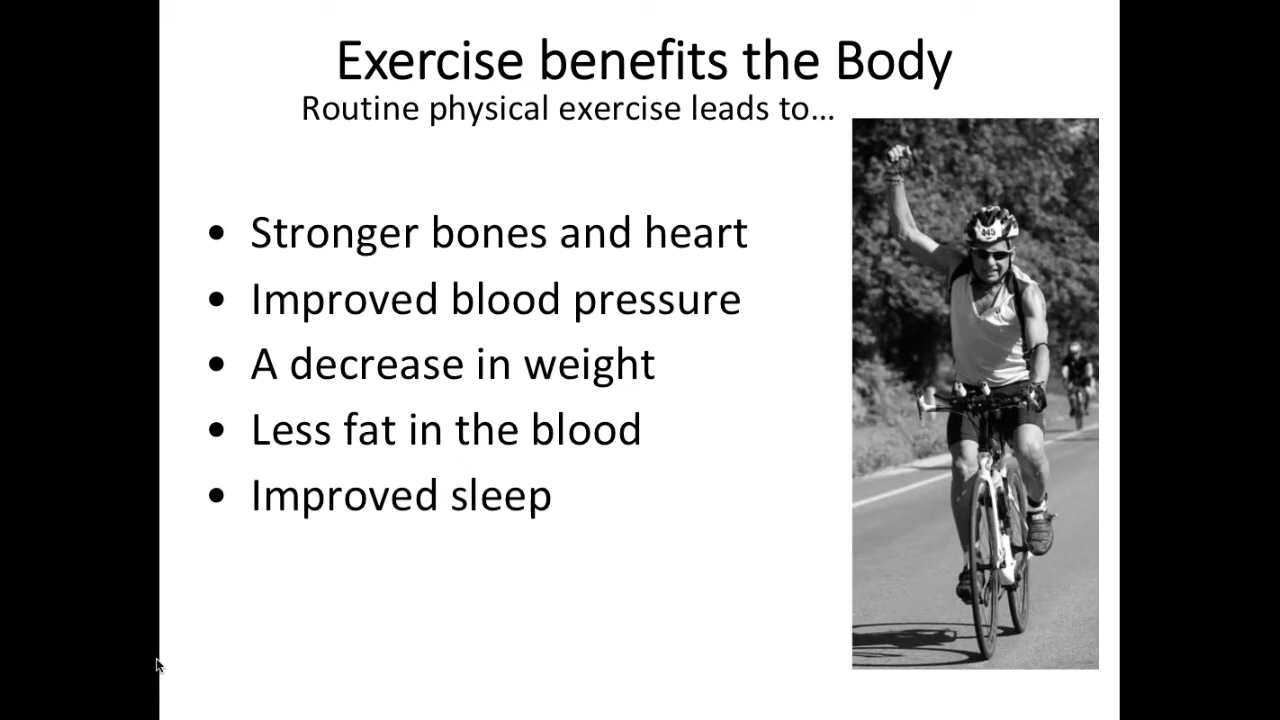 Exercise benefits the Body
Routine physical exercise leads to...
• Stronger bones and heart
• Improved blood pressure
• A decrease in weight
• Less fat in the blood
• Improved sleep
445